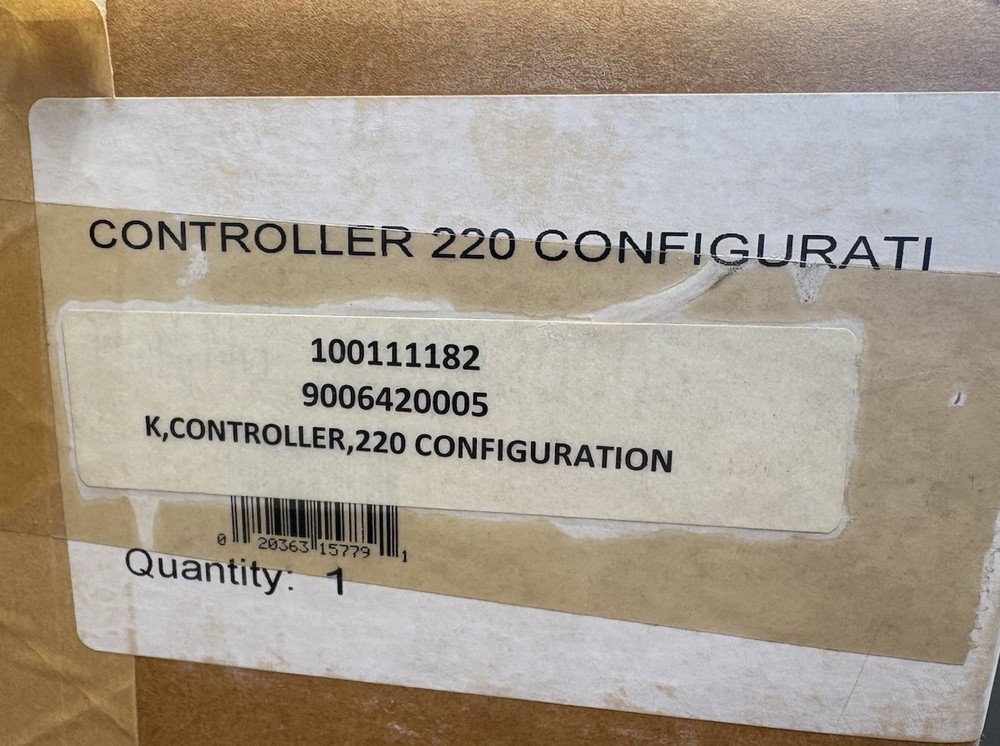 CONTROLLER 220 CONFIGURATI
100111182
9006420005
K,CONTROLLER,220 CONFIGURATION
0 20363 15779 1
Quantity: 1